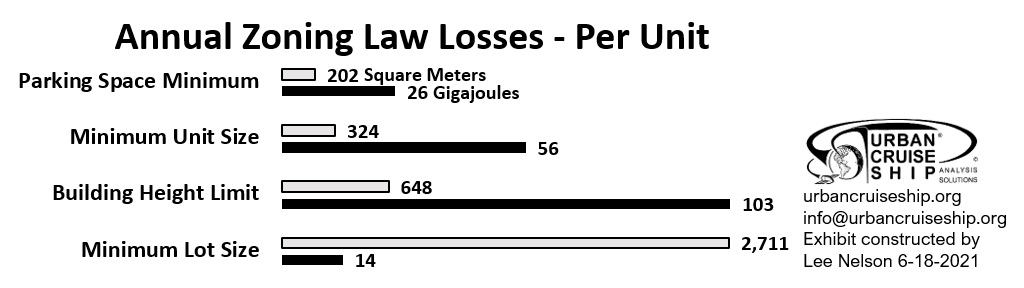 Annual Zoning Law Losses - Per Unit
Parking Space Minimum
202 Square Meters
26 Gigajoules
Minimum Unit Size
324
56
Building Height Limit
648
103
Minimum Lot Size
2,711
14
URBAN®
CRUISE
SHIP ANALYSIS
SOLUTIONS
©
urbancruiseship.org
info@urbancruiseship.org
Exhibit constructed by
Lee Nelson 6-18-2021